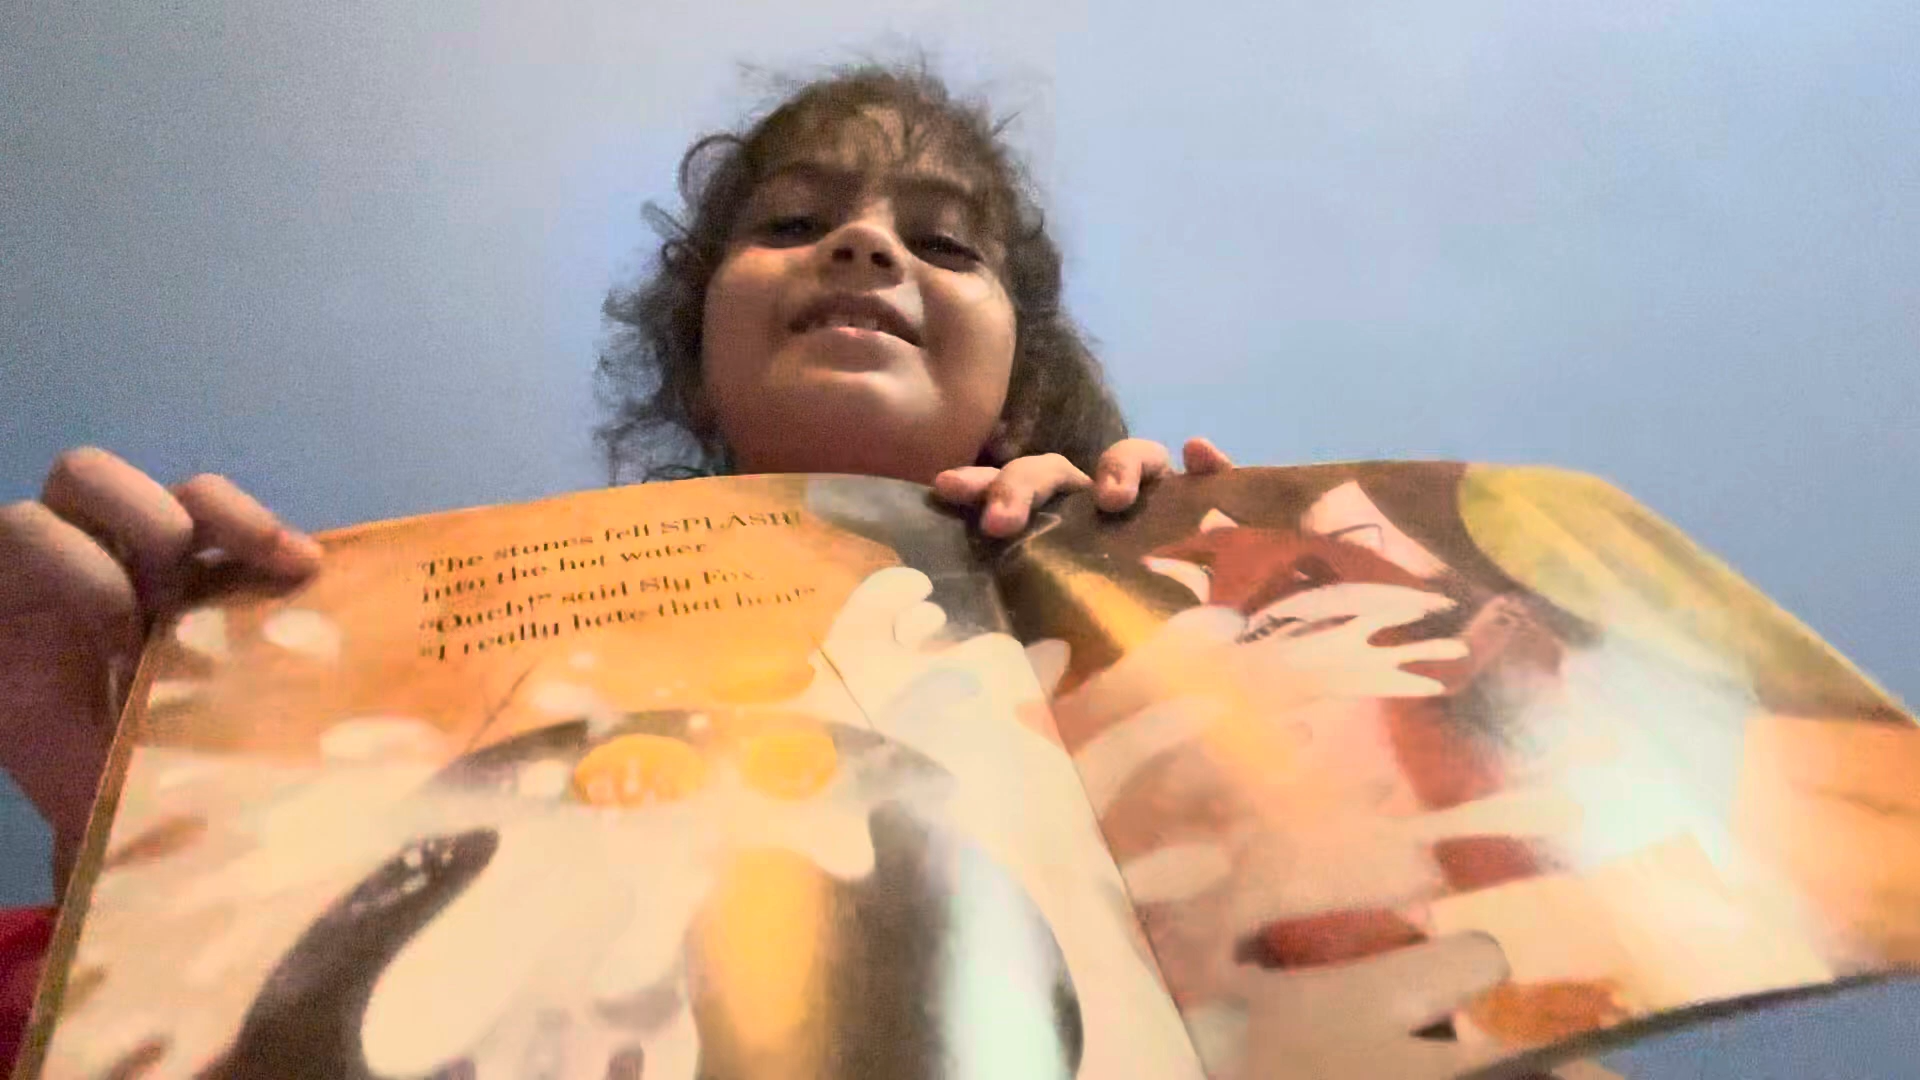 The stones fell SPLASH!
into the hot water.
"Ouch!" said Sly Fox.
"I really hate that hen!"